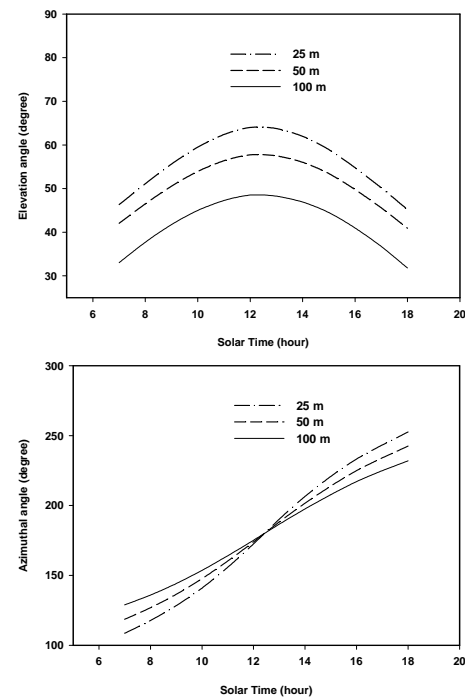 90
80
70
60
50
40
30
Elevation angle (degree)
25 m
50 m
100 m
6 8 10 12 14 16 18 20
Solar Time (hour)
300
250
200
150
100
Azimuthal angle (degree)
25 m
50 m
100 m
6 8 10 12 14 16 18 20
Solar Time (hour)